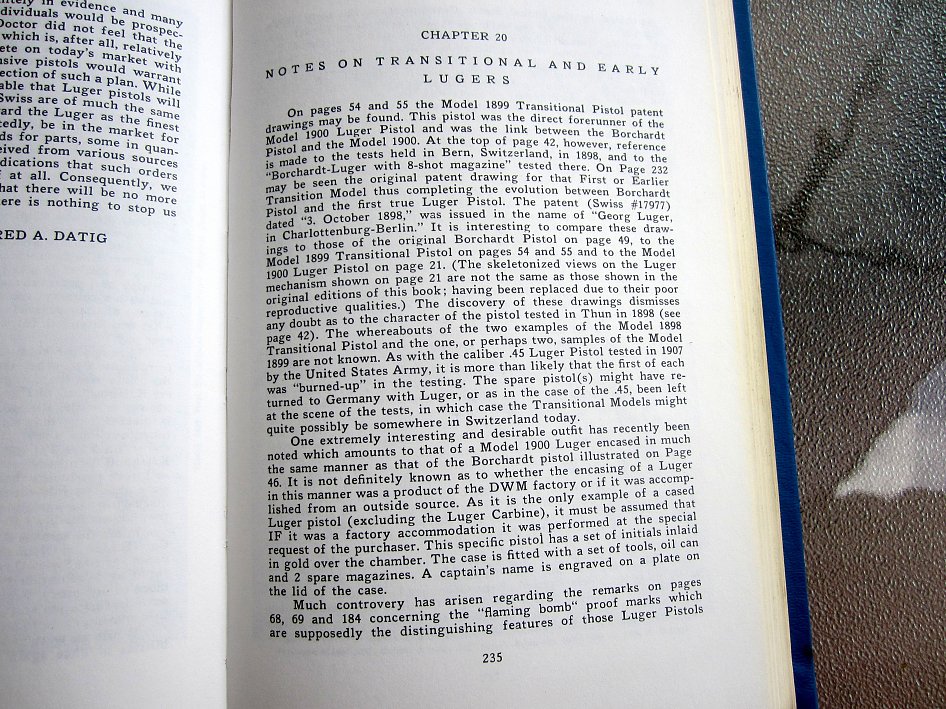 in evidence and many
dividuals would be prospec-
Doctor did not feel that the
which is, after all, relatively
ete on today's market with
nsive pistols would warrant
ection of such a plan. While
able that Luger pistols will
Swiss are of much the same
ard the Luger as the finest
tedly, be in the market for
ds for parts, some in quan-
eived from various sources
dications that such orders
f at all. Consequently, we
hat there will be no more
ere is nothing to stop us
RED A. DATIG
CHAPTER 20
NOTES ON TRANSITIONAL AND EARLY
LUGERS
On pages 54 and 55 the Model 1899 Transitional Pistol patent
drawings may be found. This pistol was the direct forerunner of the
Model 1900 Luger Pistol and was the link between the Borchardt
Pistol and the Model 1900. At the top of page 42, however, reference
is made to the tests held in Bern, Switzerland, in 1898, and to the
"Borchardt-Luger with 8-shot magazine" tested there. On Page 232
may be seen the original patent drawing for that First or Earlier
Transition Model thus completing the evolution between Borchardt
Pistol and the first true Luger Pistol. The patent (Swiss #17977)
dated "3. October 1898," was issued in the name of "Georg Luger,
in Charlottenburg-Berlin." It is interesting to compare these draw-
ings to those of the original Borchardt Pistol on page 49, to the
Model 1899 Transitional Pistol on pages 54 and 55 and to the Model
1900 Luger Pistol on page 21. (The skeletonized views on the Luger
mechanism shown on page 21 are not the same as those shown in the
original editions of this book; having been replaced due to their poor
reproductive qualities.) The discovery of these drawings dismisses
any doubt as to the character of the pistol tested in Thun in 1898 (see
page 42). The whereabouts of the two examples of the Model 1898
Transitional Pistol and the one, or perhaps two, samples of the Model
1899 are not known. As with the caliber .45 Luger Pistol tested in 1907
by the United States Army, it is more than likely that the first of each
was "burned-up" in the testing. The spare pistol(s) might have re-
turned to Germany with Luger, or as in the case of the .45, been left
at the scene of the tests, in which case the Transitional Models might
quite possibly be somewhere in Switzerland today.
One extremely interesting and desirable outfit has recently been
noted which amounts to that of a Model 1900 Luger encased in much
the same manner as that of the Borchardt pistol illustrated on Page
46. It is not definitely known as to whether the encasing of a Luger
in this manner was a product of the DWM factory or if it was accomp-
lished from an outside source. As it is the only example of a cased
Luger pistol (excluding the Luger Carbine), it must be assumed that
IF it was a factory accommodation it was performed at the special
request of the purchaser. This specific pistol has a set of initials inlaid
in gold over the chamber. The case is fitted with a set of tools, oil can
and 2 spare magazines. A captain's name is engraved on a plate on
the lid of the case.
Much controvery has arisen regarding the remarks on pages
68, 69 and 184 concerning the "flaming bomb" proof marks which
are supposedly the distinguishing features of those Luger Pistols
235